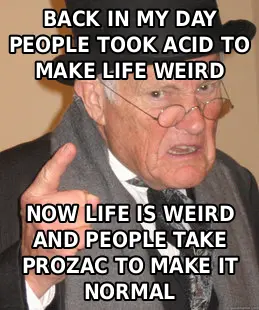 BACK IN MY DAY
PEOPLE TOOK ACID TO
MAKE LIFE WEIRD
NOW LIFE IS WEIRD
AND PEOPLE TAKE
PROZAC TO MAKE IT
NORMAL